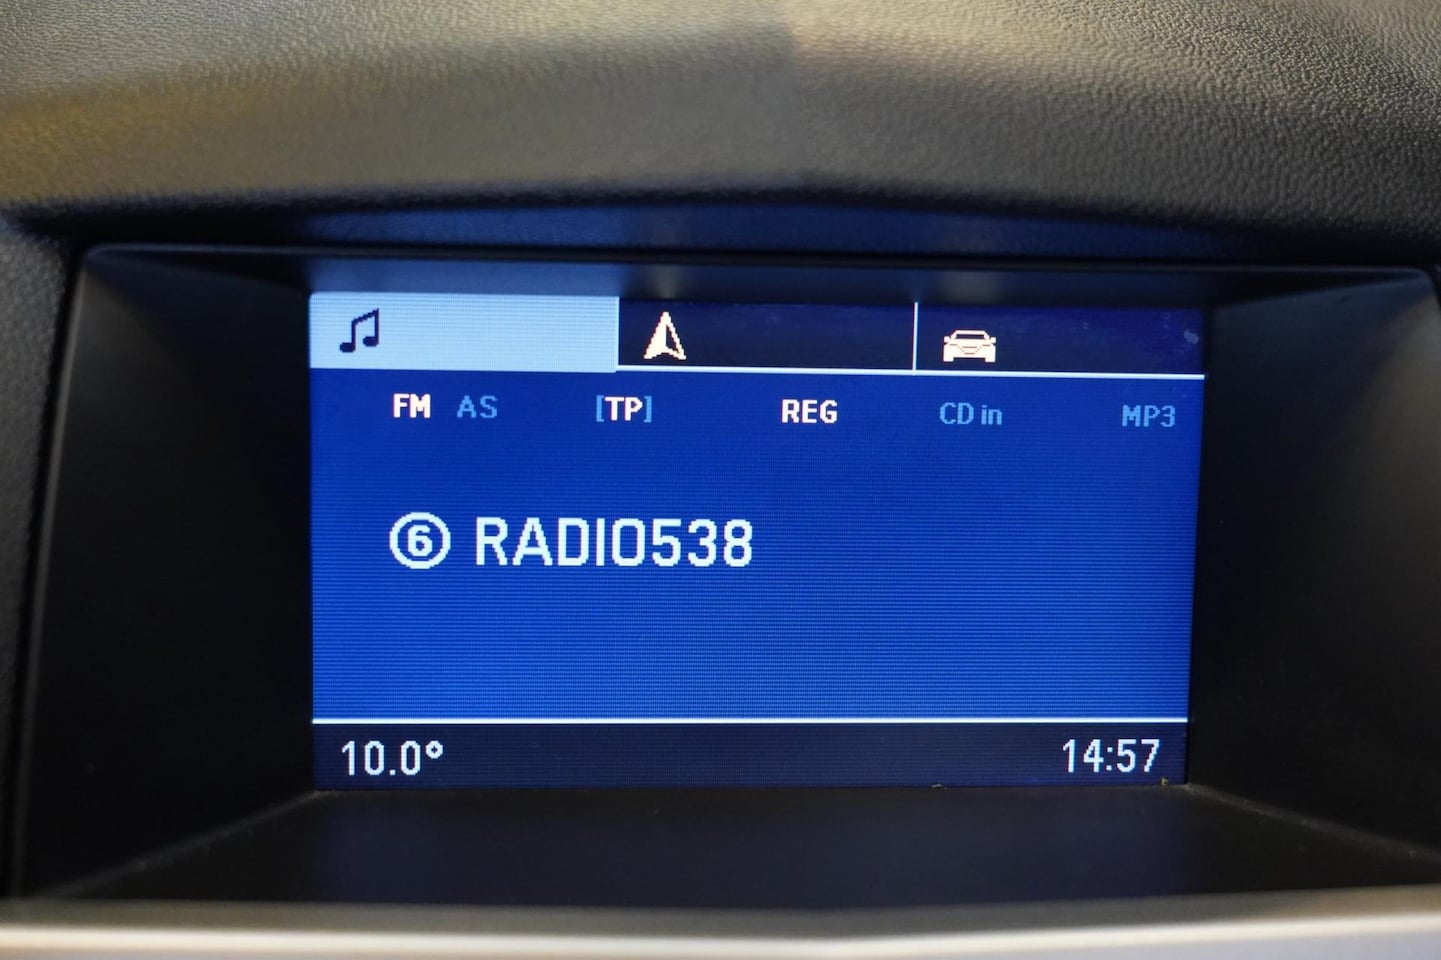 FM AS [TP] REG CD in MP3
6 RADIO538
10.0° 14:57